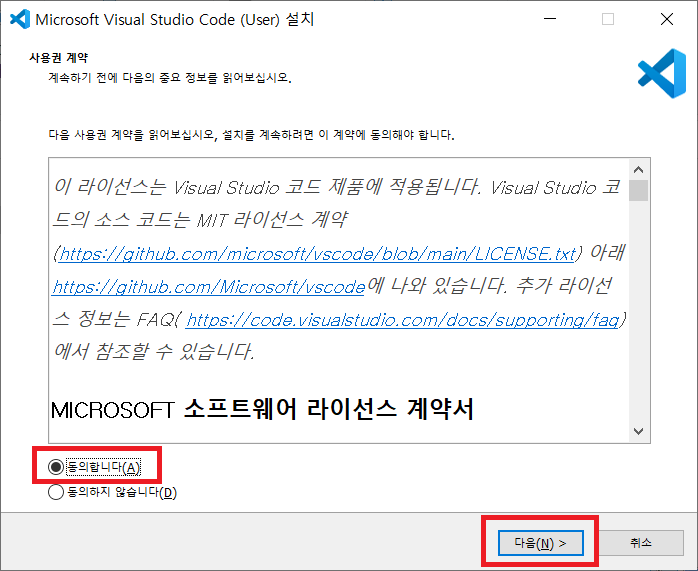 Microsoft Visual Studio Code (User) 설치
사용권 계약
계속하기 전에 다음의 중요 정보를 읽어보십시오.
다음 사용권 계약을 읽어보십시오, 설치를 계속하려면 이 계약에 동의해야 합니다.
이 라이선스는 Visual Studio 코드 제품에 적용됩니다. Visual Studio 코
드의 소스 코드는 MIT 라이선스 계약
(https://github.com/microsoft/vscode/blob/main/LICENSE.txt) 아래
https://github.com/Microsoft/vscode에 나와 있습니다. 추가 라이선
스 정보는 FAQ( https://code.visualstudio.com/docs/supporting/faq)
에서 참조할 수 있습니다.
MICROSOFT 소프트웨어 라이선스 계약서
동의합니다(A)
동의하지 않습니다(D)
다음(N) >
취소